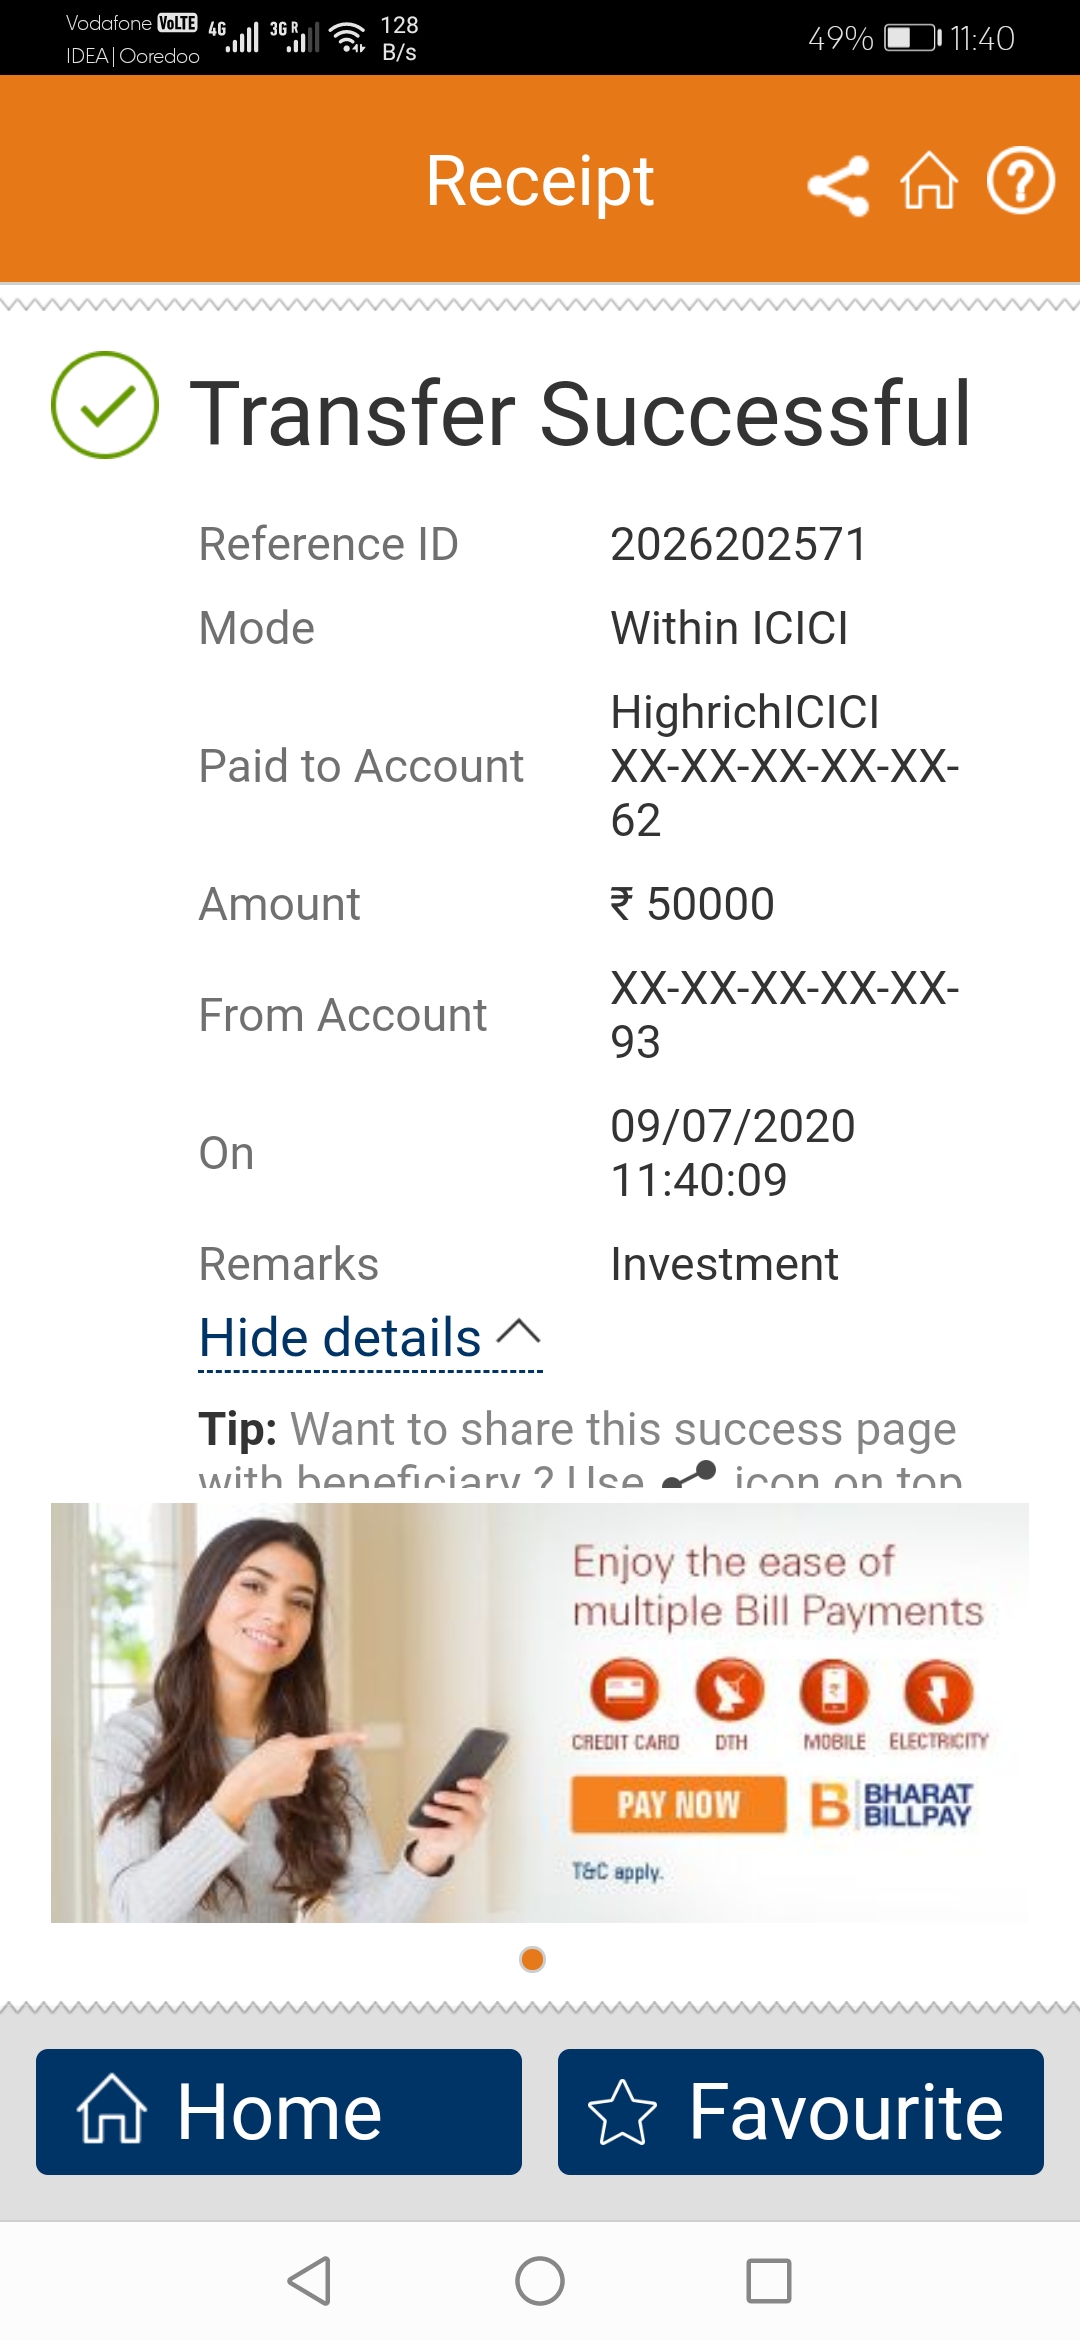 Vodafone VoLTE 4G 3G R 128
IDEA | Ooredoo B/s
49% 11:40
Receipt
Transfer Successful
Reference ID 2026202571
Mode Within ICICI
Paid to Account HighrichICICI
XX-XX-XX-XX-XX-
62
Amount ₹ 50000
From Account XX-XX-XX-XX-XX-
93
On 09/07/2020
11:40:09
Remarks Investment
Hide details
Tip: Want to share this success page
with beneficiary ? Use icon on top
Enjoy the ease of
multiple Bill Payments
CREDIT CARD DTH MOBILE ELECTRICITY
PAY NOW B BHARAT
BILLPAY
T&C apply.
Home Favourite